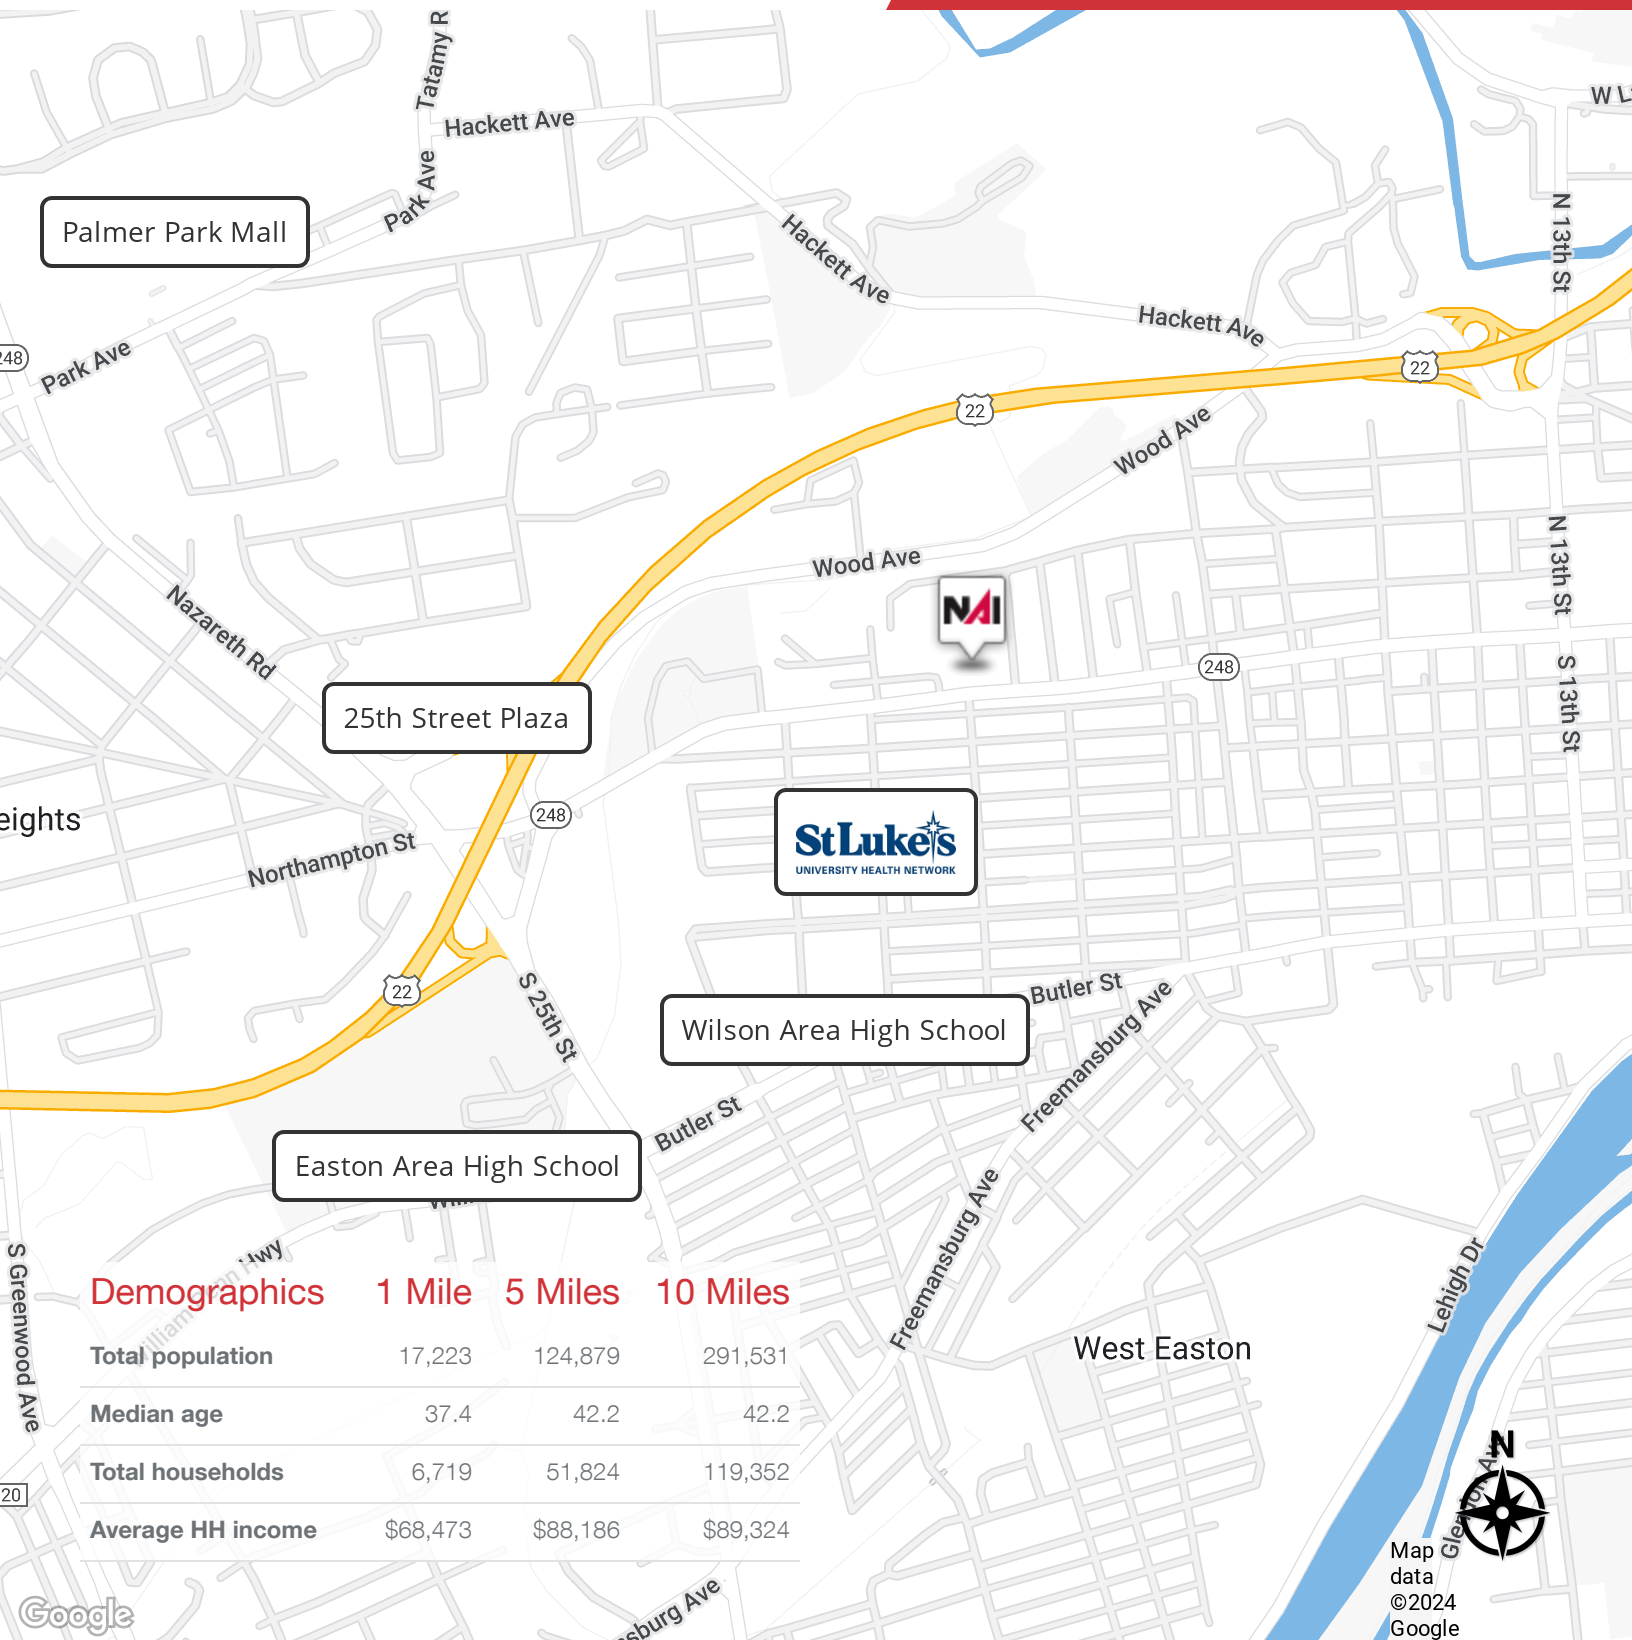 Tatamy R
Hackett Ave
W L
Park Ave
Palmer Park Mall
N 13th St
Hackett Ave
Hackett Ave
248
Park Ave
22
22
Wood Ave
Wood Ave
N 13th St
Nazareth Rd
NAI
248
S 13th St
25th Street Plaza
eights
248
Northampton St
StLuke's
UNIVERSITY HEALTH NETWORK
22
S 25th St
Butler St
Wilson Area High School
Freemansburg Ave
Butler St
Easton Area High School
Freemansburg Ave
S Greenwood Ave
Hwy
Lehigh Dr
Demographics 1 Mile 5 Miles 10 Miles
West Easton
Total population 17,223 124,879 291,531
Median age 37.4 42.2 42.2
N
Total households 6,719 51,824 119,352
20
Average HH income $68,473 $88,186 $89,324
Map
data
©2024
Google
Google
sburg Ave